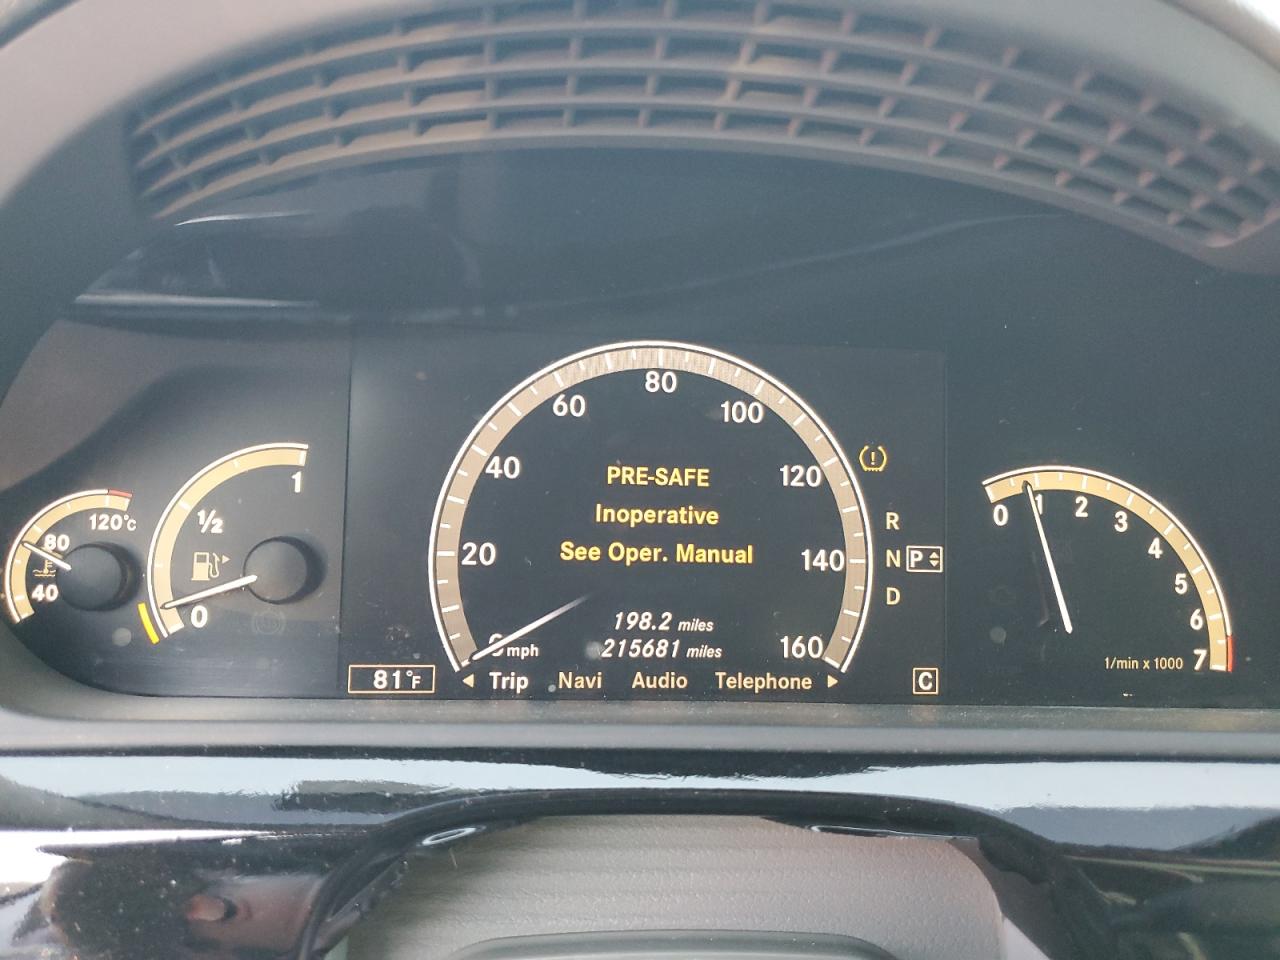 120°C
80
40
1
1/2
0
20
40
60
80
100
120
140
160
mph
PRE-SAFE
Inoperative
See Oper. Manual
198.2 miles
215681 miles
81°F
Trip Navi Audio Telephone
R
N P
D
C
0 1 2 3 4 5 6 7
1/min x 1000